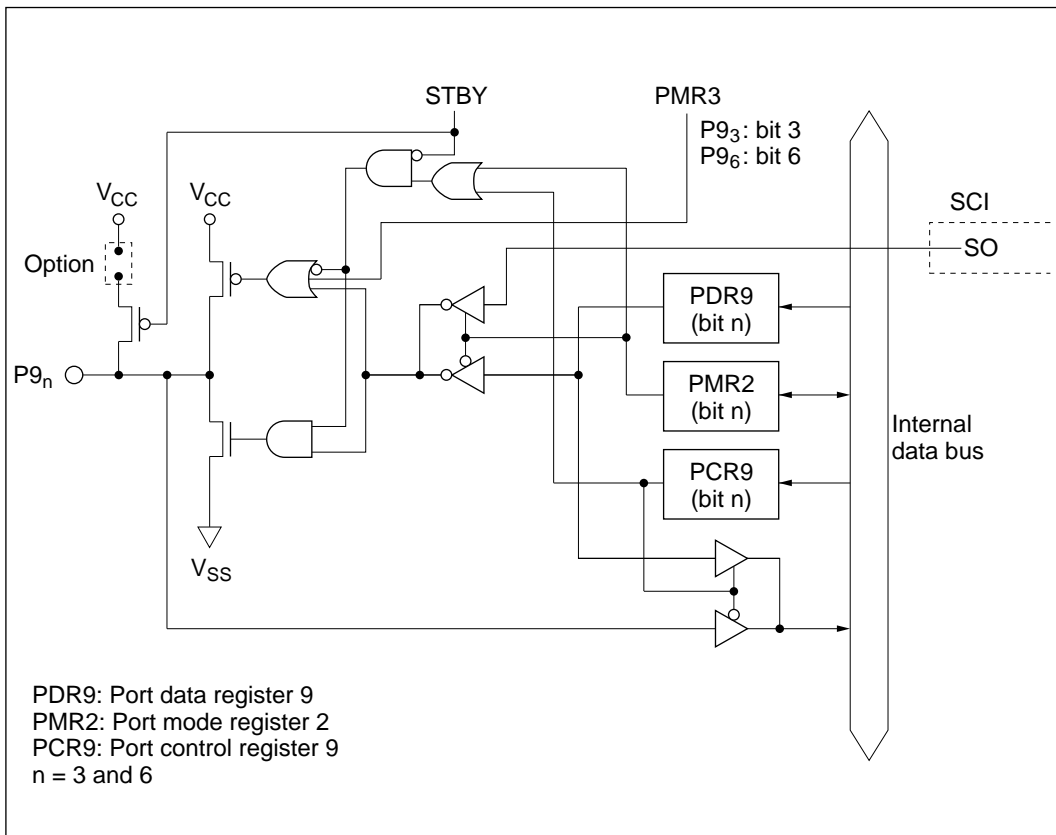 STBY
PMR3
P9₃: bit 3
P9₆: bit 6
V_CC
V_CC
SCI
SO
Option
PDR9
(bit n)
P9ₙ
PMR2
(bit n)
Internal
data bus
PCR9
(bit n)
V_SS
PDR9: Port data register 9
PMR2: Port mode register 2
PCR9: Port control register 9
n = 3 and 6